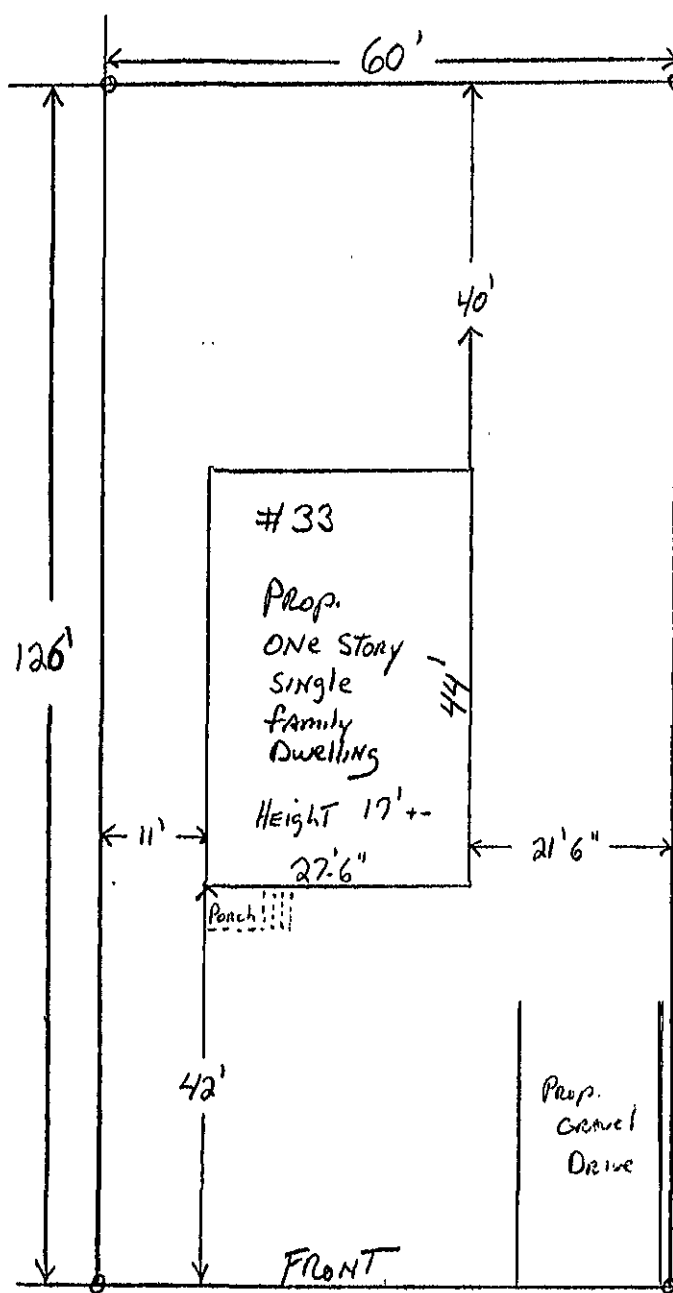 60'
40'
#33
Prop.
ONE STORY
SINGLE
FAMILY
DWELLING
126'
44'
HEIGHT 17' +-
11'
27'6"
21'6"
Porch
42'
Prop.
GRAVEL
DRIVE
FRONT